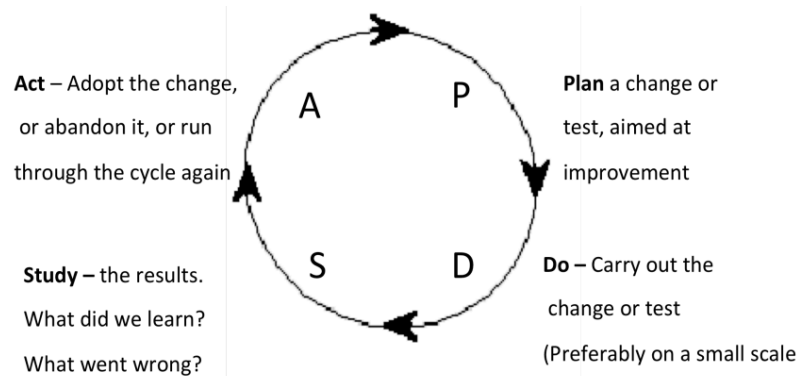 Act – Adopt the change,
or abandon it, or run
through the cycle again
A
P
Plan a change or
test, aimed at
improvement
Study – the results.
What did we learn?
What went wrong?
S
D
Do – Carry out the
change or test
(Preferably on a small scale